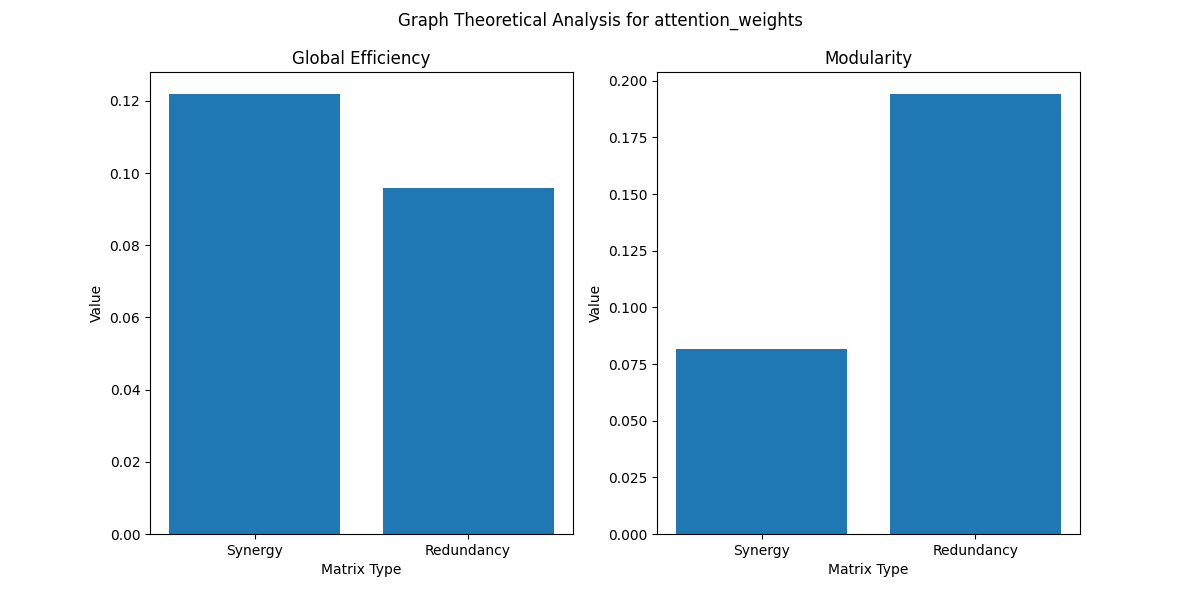 Graph Theoretical Analysis for attention_weights
Global Efficiency
0.12
0.10
0.08
0.06
0.04
0.02
0.00
Value
Synergy Redundancy
Matrix Type
Modularity
0.200
0.175
0.150
0.125
0.100
0.075
0.050
0.025
0.000
Value
Synergy Redundancy
Matrix Type